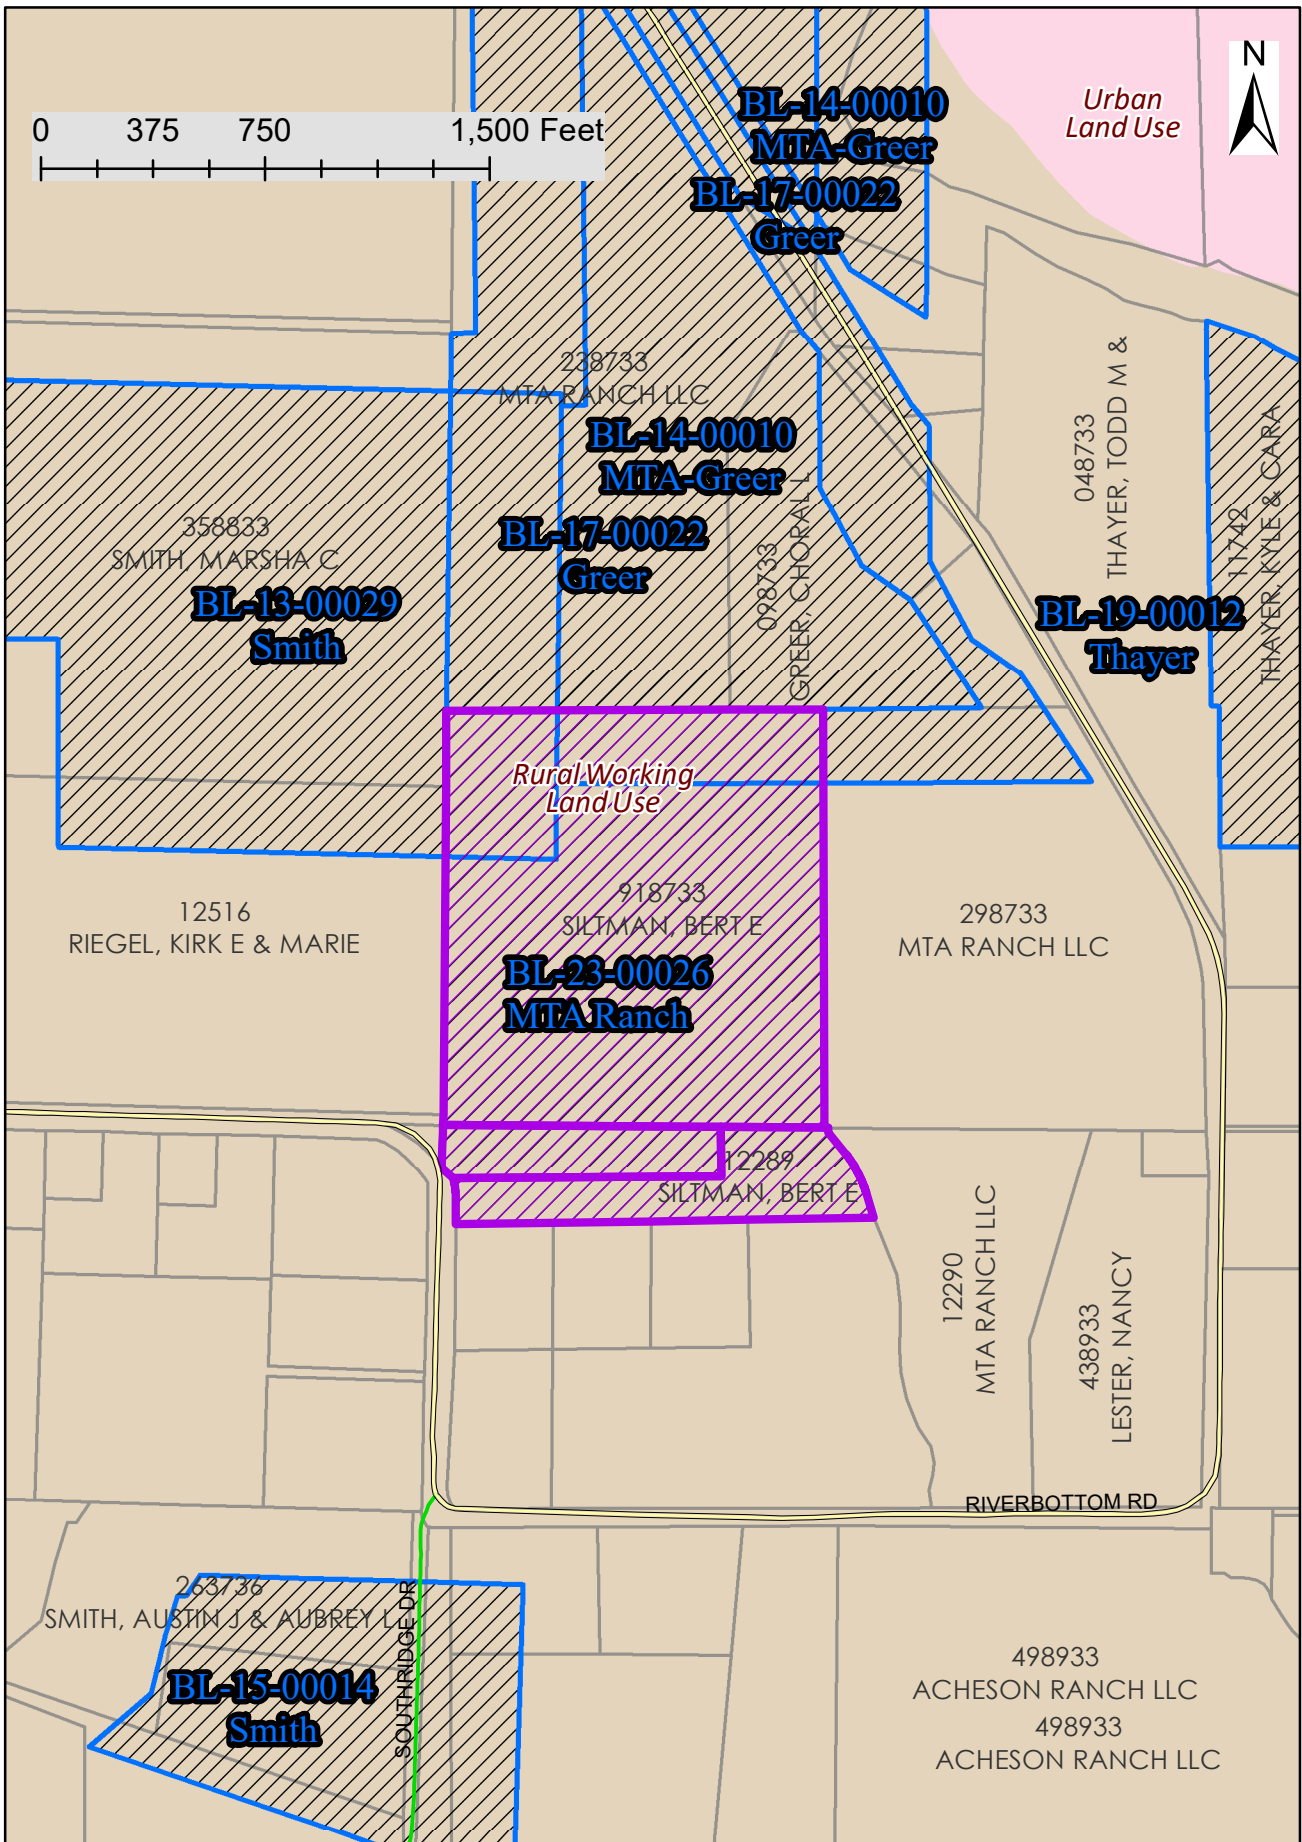 N
Urban
Land Use
0 375 750 1,500 Feet
BL-14-00010
MTA-Greer
BL-17-00022
Greer
238733
MTA RANCH LLC
BL-14-00010
MTA-Greer
BL-17-00022
Greer
098733
GREER, CHORAL L
048733
THAYER, TODD M &
11742
THAYER, KYLE & CARA
358833
SMITH, MARSHA C
BL-13-00029
Smith
BL-19-00012
Thayer
Rural Working
Land Use
918733
SILTMAN, BERT E
BL-23-00026
MTA Ranch
12516
RIEGEL, KIRK E & MARIE
298733
MTA RANCH LLC
12289
SILTMAN, BERT E
12290
MTA RANCH LLC
438933
LESTER, NANCY
RIVERBOTTOM RD
263736
SMITH, AUSTIN J & AUBREY L
SOUTHRIDGE DR
BL-15-00014
Smith
498933
ACHESON RANCH LLC
498933
ACHESON RANCH LLC